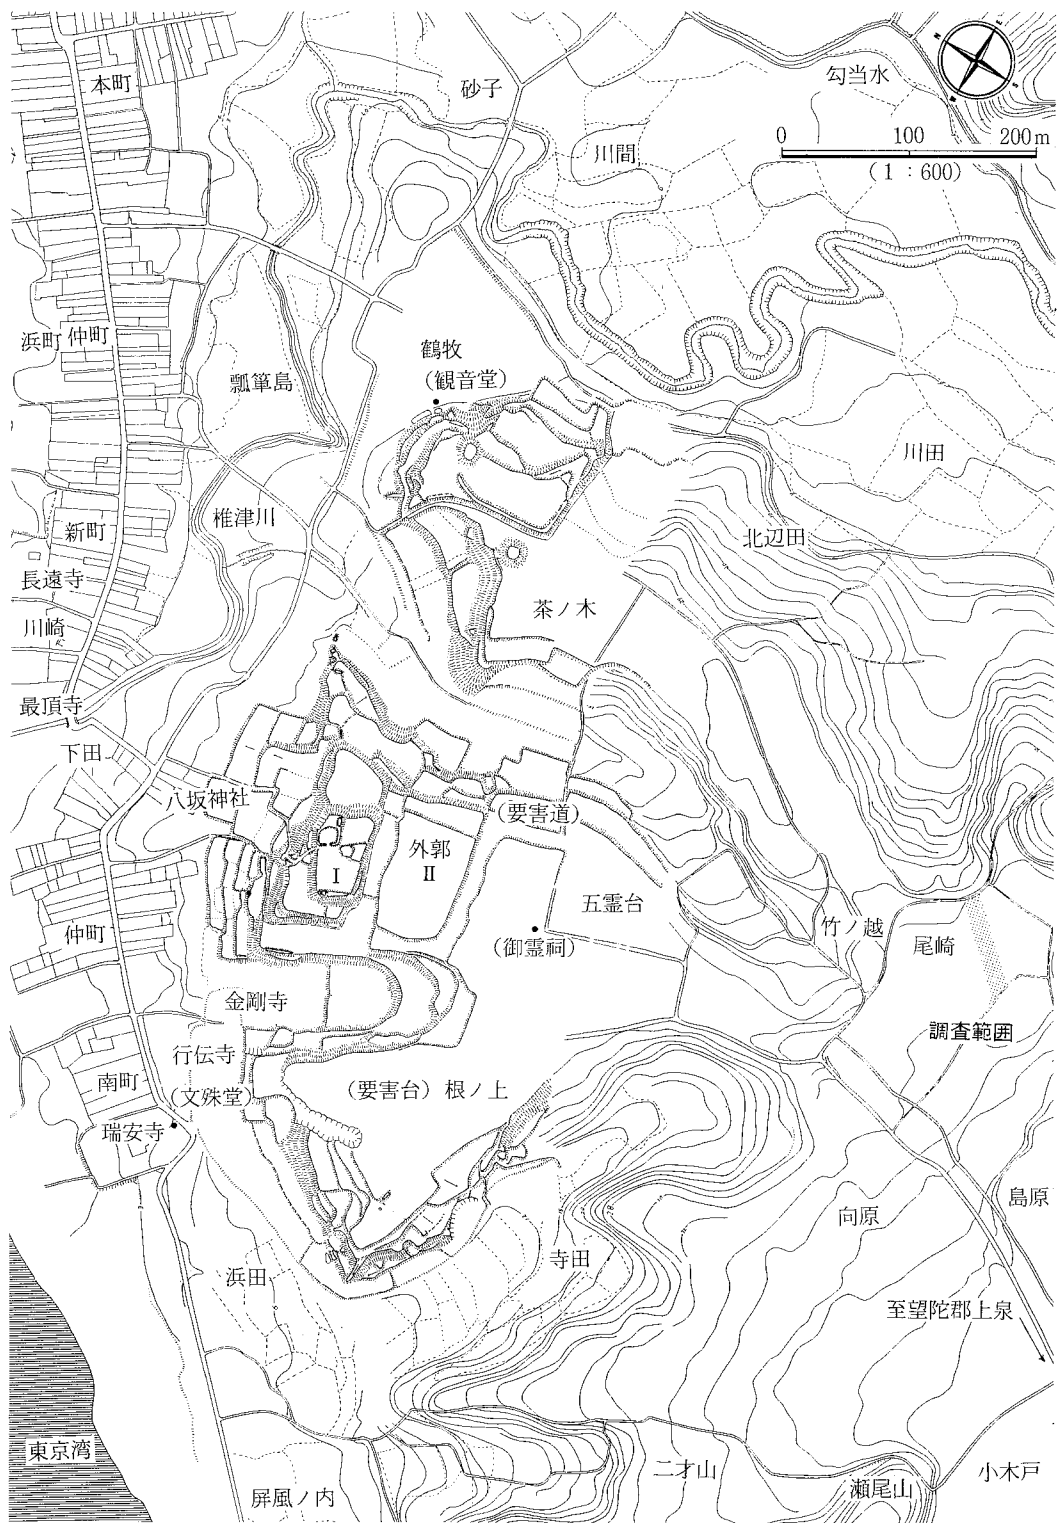 本町
砂子
勾当水
N
E
W
S
0 100 200m
(1:600)
川間
浜町
仲町
鶴牧
(観音堂)
瓢箪島
川田
椎津川
新町
北辺田
長遠寺
茶ノ木
川崎
最頂寺
下田
八坂神社
(要害道)
外郭
II
I
五霊台
竹ノ越
仲町
(御霊祠)
尾崎
金剛寺
調査範囲
行伝寺
南町
(文殊堂)
(要害台)根ノ上
瑞安寺
島原
向原
寺田
浜田
至望陀郡上泉
東京湾
二才山
小木戸
瀬尾山
屏風ノ内